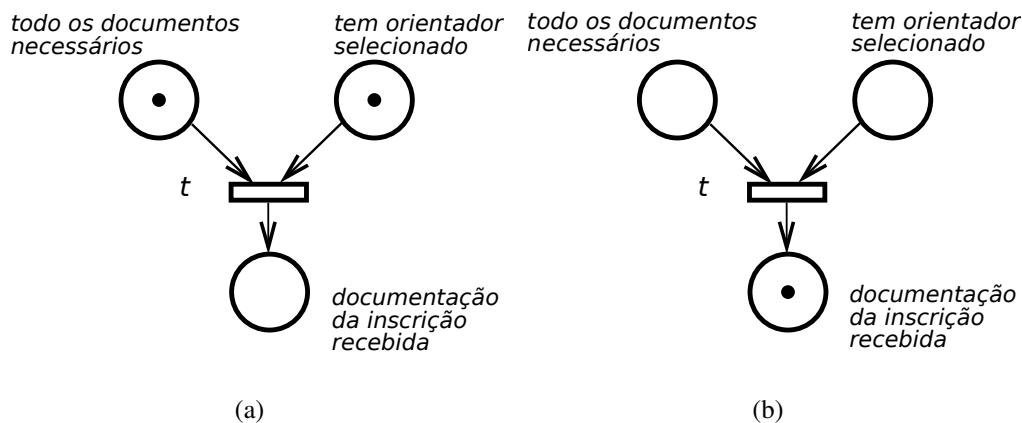 todo os documentos
necessários
tem orientador
selecionado
t
documentação
da inscrição
recebida
(a)
todo os documentos
necessários
tem orientador
selecionado
t
documentação
da inscrição
recebida
(b)